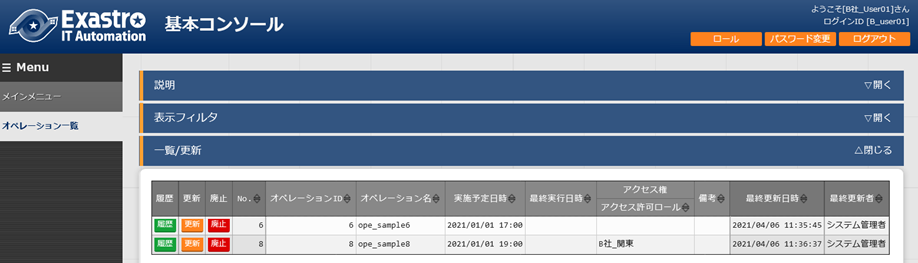 Exastro
IT Automation
基本コンソール
ようこそ[B社_User01]さん
ログインID [B_user01]
ロール
パスワード変更
ログアウト
☰ Menu
メインメニュー
オペレーション一覧
説明
▽開く
表示フィルタ
▽開く
一覧/更新
△閉じる
履歴 更新 廃止 No. オペレーションID オペレーション名 実施予定日時 最終実行日時 アクセス権 備考 最終更新日時 最終更新者
アクセス許可ロール
履歴 更新 廃止 6 6 ope_sample6 2021/01/01 17:00 2021/04/06 11:35:45 システム管理者
履歴 更新 廃止 8 8 ope_sample8 2021/01/01 19:00 B社_関東 2021/04/06 11:36:37 システム管理者